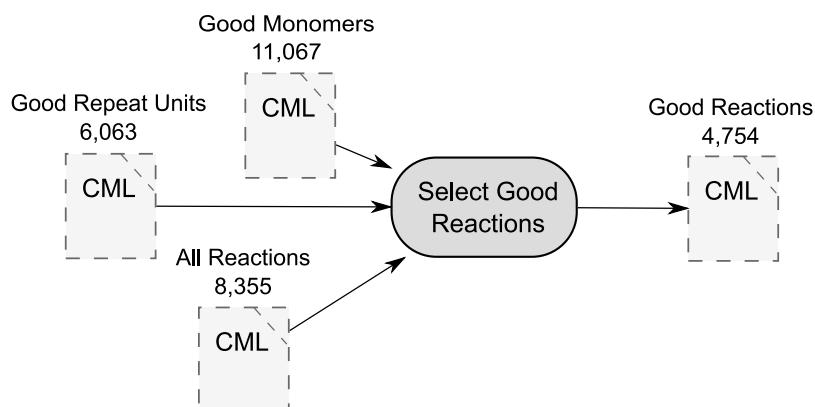 Good Monomers
11,067
CML
Good Repeat Units
6,063
CML
All Reactions
8,355
CML
Select Good
Reactions
Good Reactions
4,754
CML